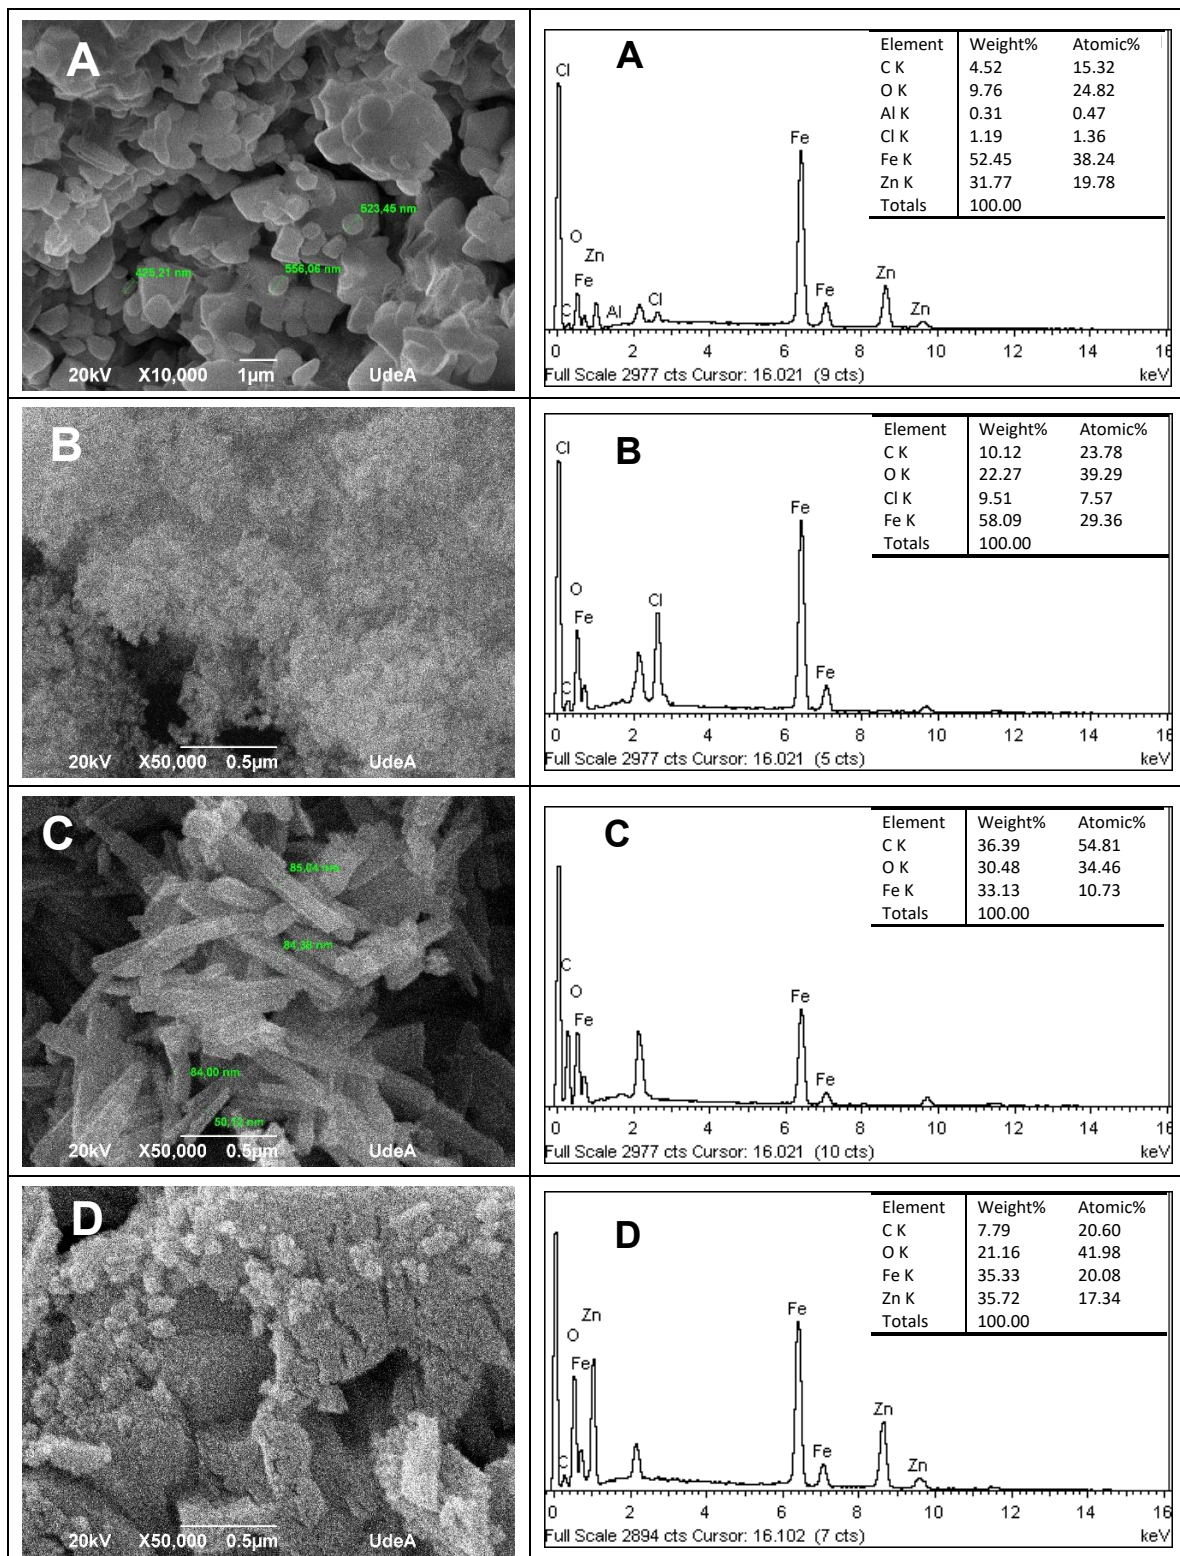 A
523,45 nm
425,21 nm
556,06 nm
20kV X10,000 1µm UdeA
A
Element Weight% Atomic%
C K 4.52 15.32
O K 9.76 24.82
Al K 0.31 0.47
Cl K 1.19 1.36
Fe K 52.45 38.24
Zn K 31.77 19.78
Totals 100.00
Cl
Fe
O
Zn
Fe
Zn
C
Al
Cl
Fe
Zn
0 2 4 6 8 10 12 14 16
Full Scale 2977 cts Cursor: 16.021 (9 cts) keV
B
20kV X50,000 0.5µm UdeA
B
Element Weight% Atomic%
C K 10.12 23.78
O K 22.27 39.29
Cl K 9.51 7.57
Fe K 58.09 29.36
Totals 100.00
Cl
Fe
O
Cl
Fe
C
Fe
0 2 4 6 8 10 12 14 16
Full Scale 2977 cts Cursor: 16.021 (5 cts) keV
C
85,04 nm
84,38 nm
84,00 nm
50,12 nm
20kV X50,000 0.5µm UdeA
C
Element Weight% Atomic%
C K 36.39 54.81
O K 30.48 34.46
Fe K 33.13 10.73
Totals 100.00
C
O
Fe
Fe
Fe
0 2 4 6 8 10 12 14 16
Full Scale 2977 cts Cursor: 16.021 (10 cts) keV
D
20kV X50,000 0.5µm UdeA
D
Element Weight% Atomic%
C K 7.79 20.60
O K 21.16 41.98
Fe K 35.33 20.08
Zn K 35.72 17.34
Totals 100.00
Zn
Fe
O
Fe
Zn
C
Fe
Zn
0 2 4 6 8 10 12 14 16
Full Scale 2894 cts Cursor: 16.102 (7 cts) keV